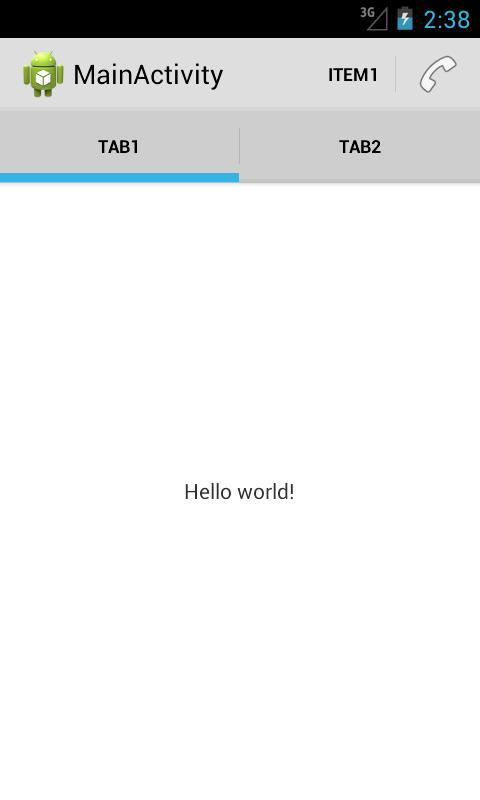 3G 2:38
MainActivity ITEM1
TAB1 TAB2
Hello world!